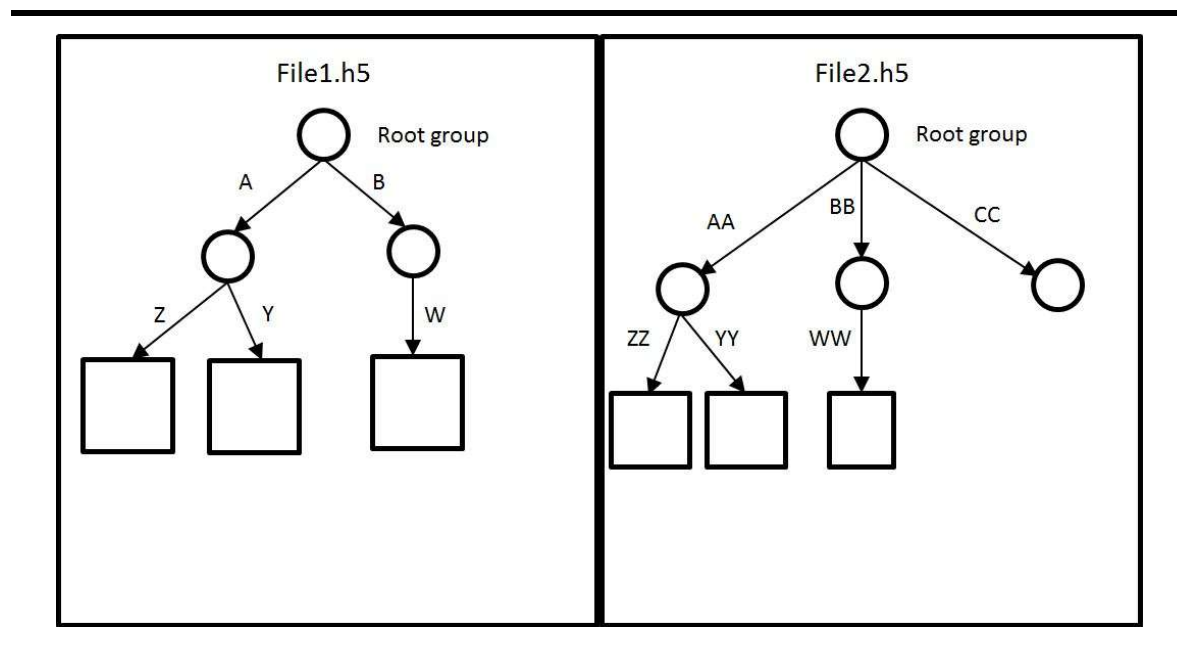 File1.h5
Root group
A
B
Z
Y
W
File2.h5
Root group
AA
BB
CC
ZZ
YY
WW